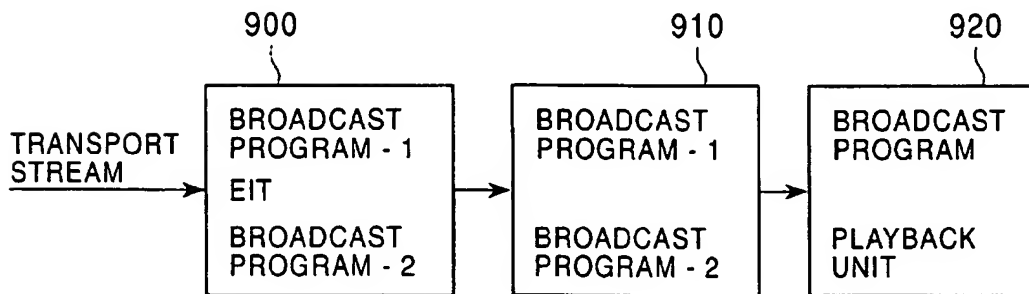 900
910
920
TRANSPORT
STREAM
BROADCAST
PROGRAM - 1
EIT
BROADCAST
PROGRAM - 2
BROADCAST
PROGRAM - 1
BROADCAST
PROGRAM - 2
BROADCAST
PROGRAM
PLAYBACK
UNIT